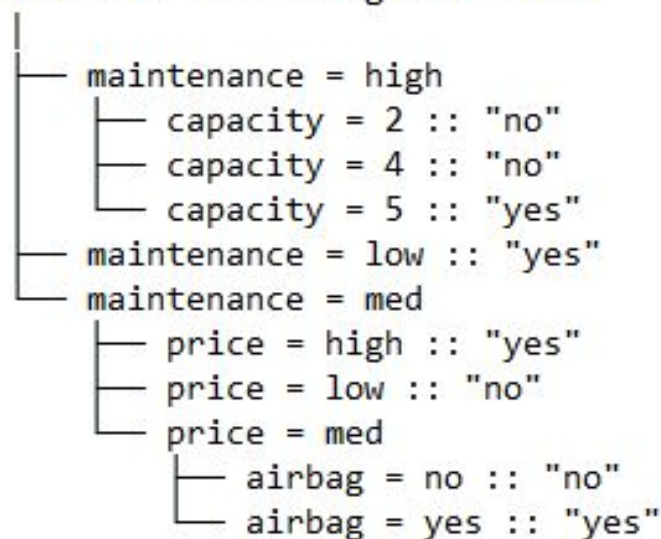 maintenance = high
capacity = 2 :: "no"
capacity = 4 :: "no"
capacity = 5 :: "yes"
maintenance = low :: "yes"
maintenance = med
price = high :: "yes"
price = low :: "no"
price = med
airbag = no :: "no"
airbag = yes :: "yes"